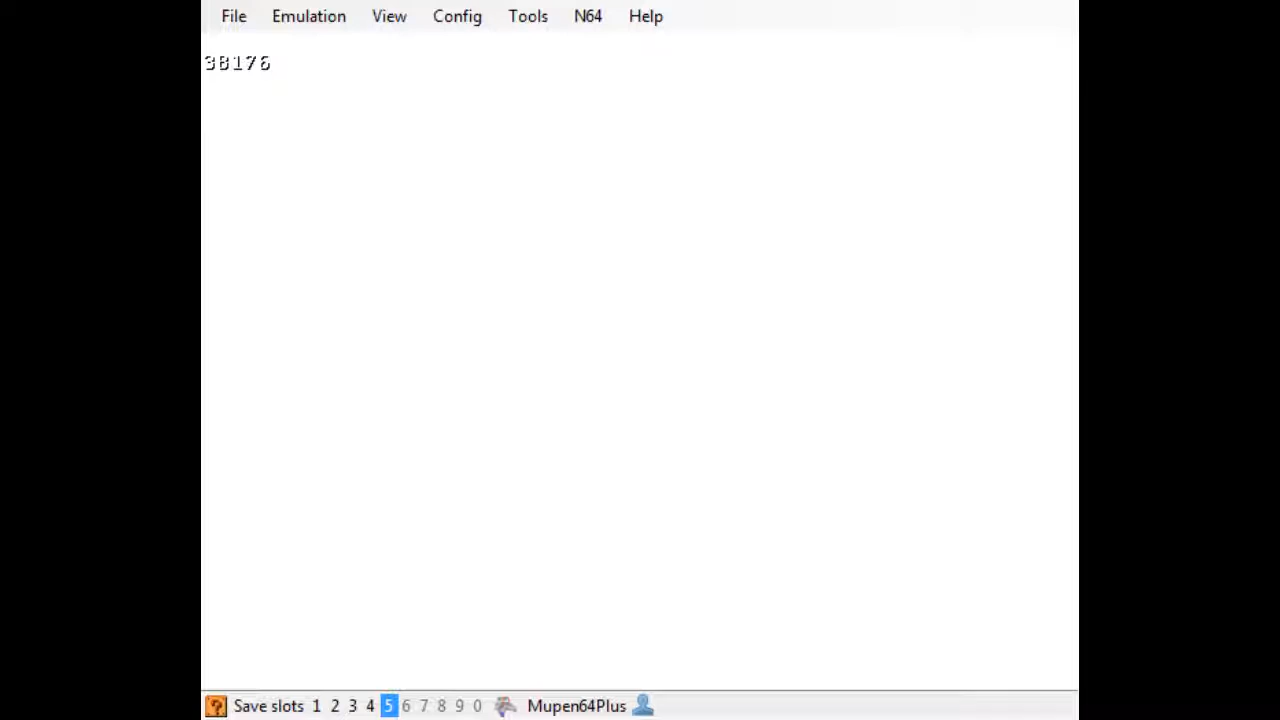 File Emulation View Config Tools N64 Help
38176
Save slots 1 2 3 4 5 6 7 8 9 0 Mupen64Plus